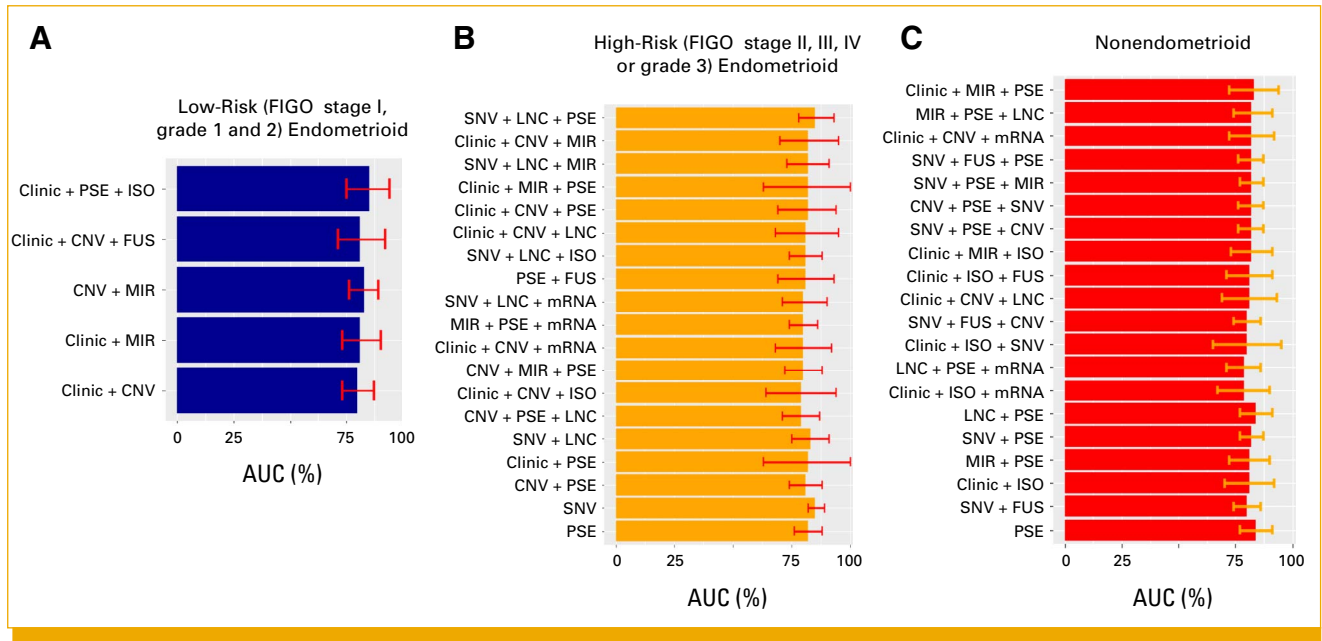 A
Low-Risk (FIGO stage I,
grade 1 and 2) Endometrioid
Clinic + PSE + ISO
Clinic + CNV + FUS
CNV + MIR
Clinic + MIR
Clinic + CNV
0 25 75 100
AUC (%)
B
High-Risk (FIGO stage II, III, IV
or grade 3) Endometrioid
SNV + LNC + PSE
Clinic + CNV + MIR
SNV + LNC + MIR
Clinic + MIR + PSE
Clinic + CNV + PSE
Clinic + CNV + LNC
SNV + LNC + ISO
PSE + FUS
SNV + LNC + mRNA
MIR + PSE + mRNA
Clinic + CNV + mRNA
CNV + MIR + PSE
Clinic + CNV + ISO
CNV + PSE + LNC
SNV + LNC
Clinic + PSE
CNV + PSE
SNV
PSE
0 25 75 100
AUC (%)
C
Nonendometrioid
Clinic + MIR + PSE
MIR + PSE + LNC
Clinic + CNV + mRNA
SNV + FUS + PSE
SNV + PSE + MIR
CNV + PSE + SNV
SNV + PSE + CNV
Clinic + MIR + ISO
Clinic + ISO + FUS
Clinic + CNV + LNC
SNV + FUS + CNV
Clinic + ISO + SNV
LNC + PSE + mRNA
Clinic + ISO + mRNA
LNC + PSE
SNV + PSE
MIR + PSE
Clinic + ISO
SNV + FUS
PSE
0 25 75 100
AUC (%)